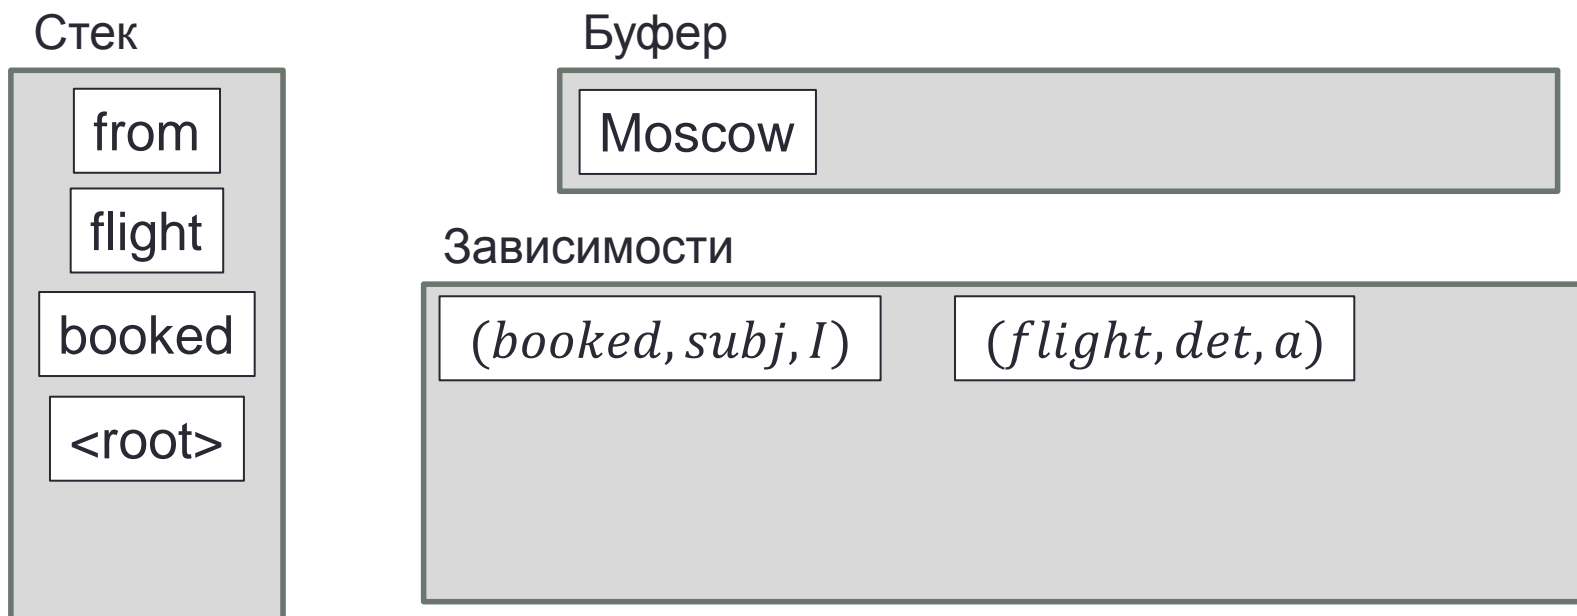 Стек
Буфер
from
Moscow
flight
Зависимости
booked
(booked, subj, I)
(flight, det, a)
<root>